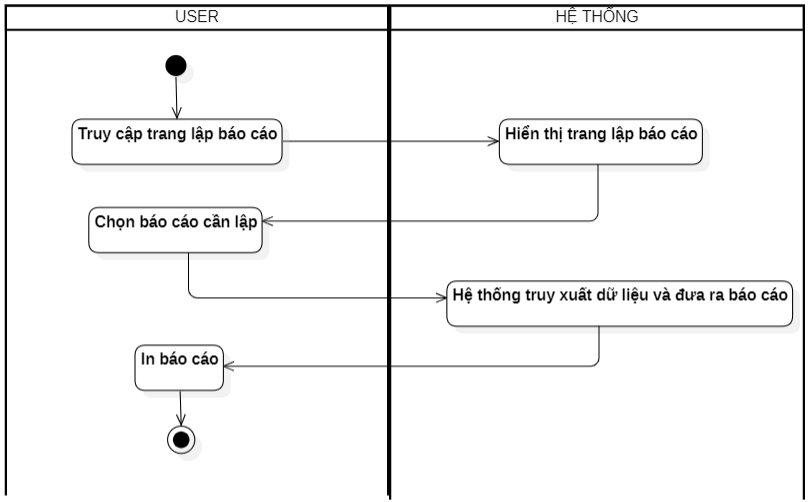 USER
HỆ THỐNG
Truy cập trang lập báo cáo
Hiển thị trang lập báo cáo
Chọn báo cáo cần lập
Hệ thống truy xuất dữ liệu và đưa ra báo cáo
In báo cáo